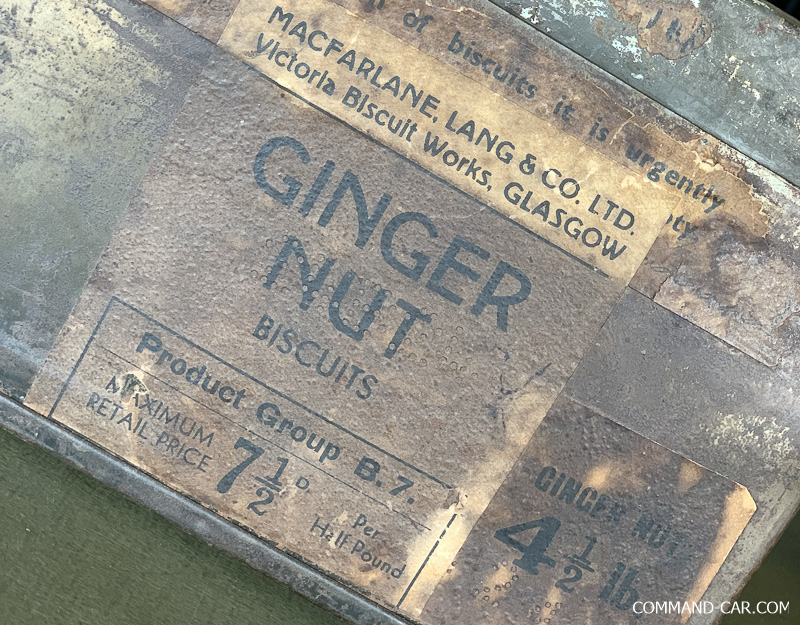 of biscuits it is urgently
MACFARLANE, LANG & CO. LTD.
Victoria Biscuit Works, GLASGOW
GINGER
NUT
BISCUITS
Product Group B.7.
MAXIMUM
RETAIL PRICE
7½D.
Per
Half Pound
GINGER NUT
4½ lb.
COMMAND-CAR.COM